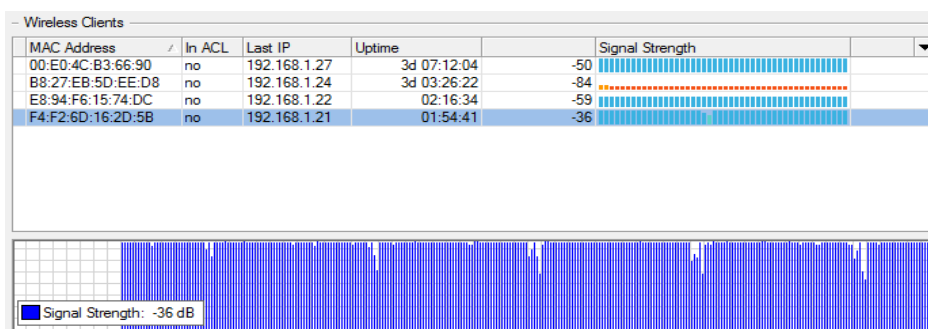 Wireless Clients
MAC Address In ACL Last IP Uptime Signal Strength
00:E0:4C:B3:66:90 no 192.168.1.27 3d 07:12:04 -50
B8:27:EB:5D:EE:D8 no 192.168.1.24 3d 03:26:22 -84
E8:94:F6:15:74:DC no 192.168.1.22 02:16:34 -59
F4:F2:6D:16:2D:5B no 192.168.1.21 01:54:41 -36
Signal Strength: -36 dB